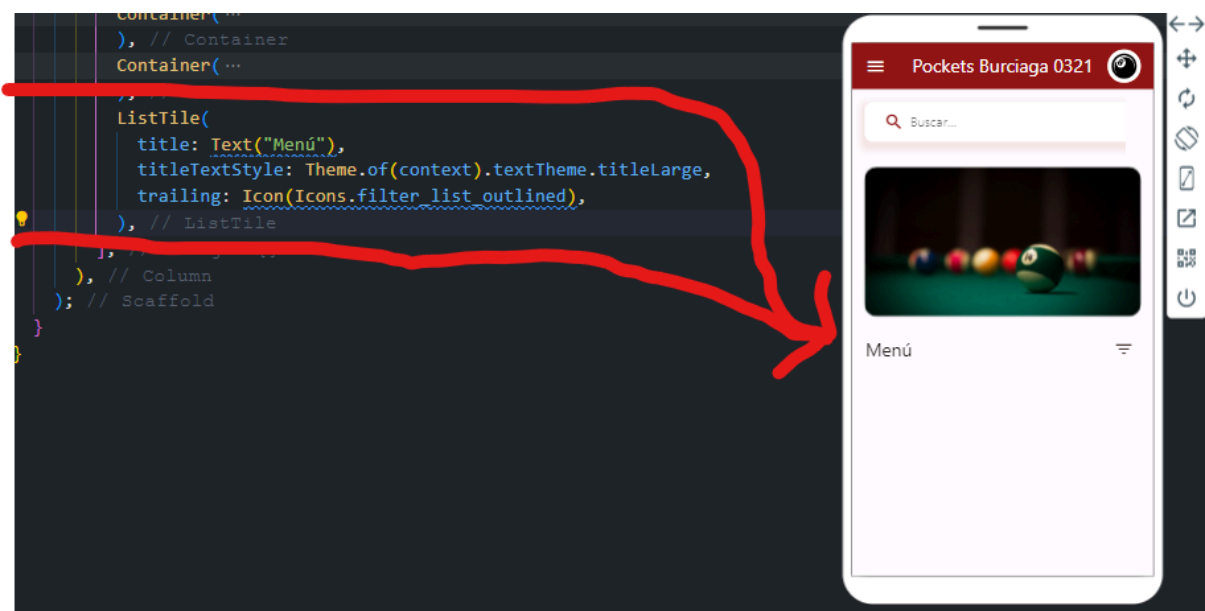 Container( ...
), // Container
Container( ...
), //
ListTile(
title: Text("Menú"),
titleTextStyle: Theme.of(context).textTheme.titleLarge,
trailing: Icon(Icons.filter_list_outlined),
), // ListTile
], //
), // Column
); // Scaffold
}
}
Pockets Burciaga 0321
Buscar...
Menú